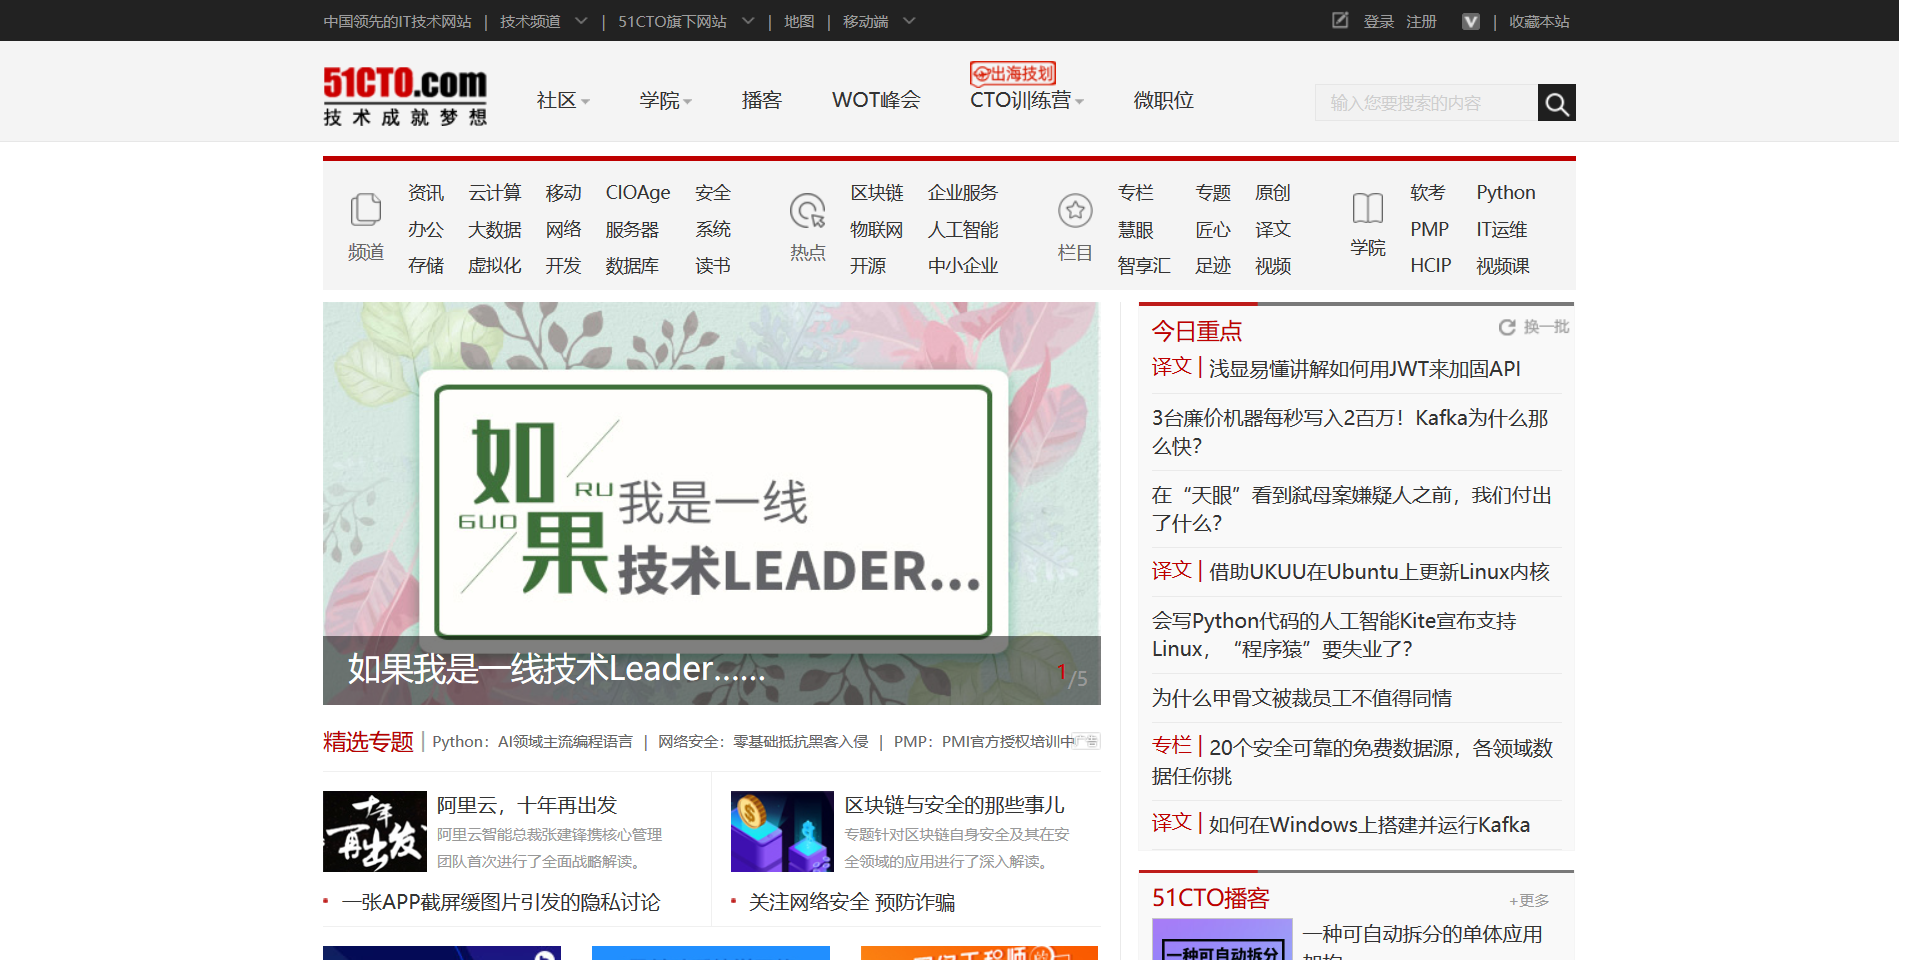 中国领先的IT技术网站 | 技术频道 | 51CTO旗下网站 | 地图 | 移动端 登录 注册 V | 收藏本站
51CTO.com
技术成就梦想
出海技划
社区 学院 播客 WOT峰会 CTO训练营 微职位 输入您要搜索的内容
频道
资讯 云计算 移动 CIOAge 安全
办公 大数据 网络 服务器 系统
存储 虚拟化 开发 数据库 读书
热点
区块链 企业服务
物联网 人工智能
开源 中小企业
栏目
专栏 专题 原创
慧眼 匠心 译文
智享汇 足迹 视频
学院
软考 Python
PMP IT运维
HCIP 视频课
如果
RU
GUO
我是一线
技术LEADER...
如果我是一线技术Leader......
1/5
精选专题 | Python：AI领域主流编程语言 | 网络安全：零基础抵抗黑客入侵 | PMP：PMI官方授权培训中 广告
十年
再出发
阿里云，十年再出发
阿里云智能总裁张建锋携核心管理
团队首次进行了全面战略解读。
区块链与安全的那些事儿
专题针对区块链自身安全及其在安
全领域的应用进行了深入解读。
一张APP截屏缓图片引发的隐私讨论
关注网络安全 预防诈骗
今日重点 换一批
译文 | 浅显易懂讲解如何用JWT来加固API
3台廉价机器每秒写入2百万！Kafka为什么那
么快？
在“天眼”看到弑母案嫌疑人之前，我们付出
了什么？
译文 | 借助UKUU在Ubuntu上更新Linux内核
会写Python代码的人工智能Kite宣布支持
Linux，“程序猿”要失业了？
为什么甲骨文被裁员工不值得同情
专栏 | 20个安全可靠的免费数据源，各领域数
据任你挑
译文 | 如何在Windows上搭建并运行Kafka
51CTO播客 +更多
一种可自动拆分
一种可自动拆分的单体应用